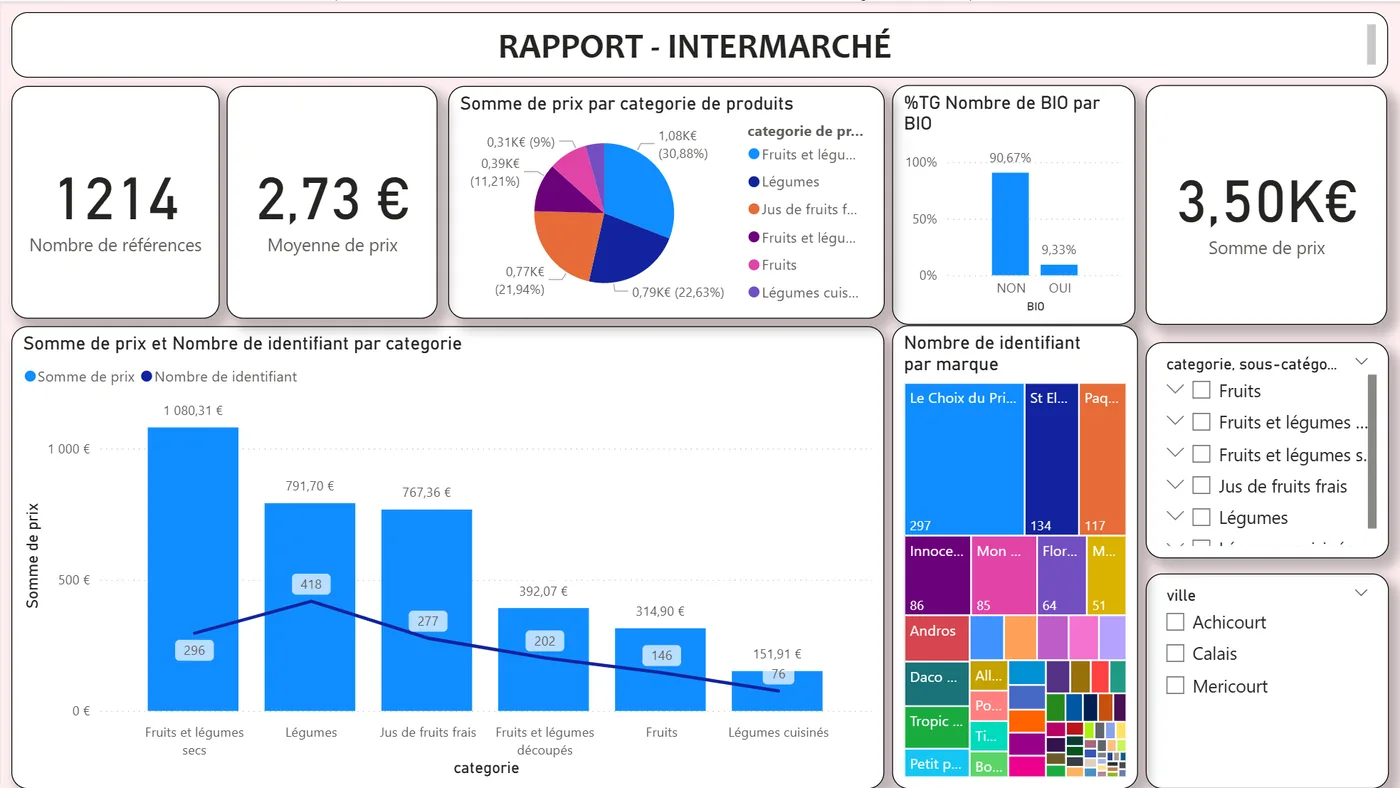 RAPPORT - INTERMARCHÉ
1214
Nombre de références
2,73 €
Moyenne de prix
Somme de prix par categorie de produits
0,31K€ (9%)
0,39K€
(11,21%)
0,77K€
(21,94%)
1,08K€
(30,88%)
0,79K€ (22,63%)
categorie de pr...
Fruits et légu...
Légumes
Jus de fruits f...
Fruits et légu...
Fruits
Légumes cuis...
%TG Nombre de BIO par
BIO
100%
50%
0%
90,67%
9,33%
NON OUI
BIO
3,50K€
Somme de prix
Somme de prix et Nombre de identifiant par categorie
Somme de prix Nombre de identifiant
Somme de prix
1 000 €
500 €
0 €
1 080,31 €
791,70 €
767,36 €
392,07 €
314,90 €
151,91 €
296
418
277
202
146
76
Fruits et légumes
secs
Légumes
Jus de fruits frais
Fruits et légumes
découpés
Fruits
Légumes cuisinés
categorie
Nombre de identifiant
par marque
Le Choix du Pri...
297
St El...
134
Paq...
117
Innoce...
86
Mon ...
85
Flor...
64
M...
51
Andros
Daco ...
Tropic ...
Petit p...
All...
Po...
Ti...
Bo...
categorie, sous-catégo...
Fruits
Fruits et légumes ...
Fruits et légumes s.
Jus de fruits frais
Légumes
ville
Achicourt
Calais
Mericourt